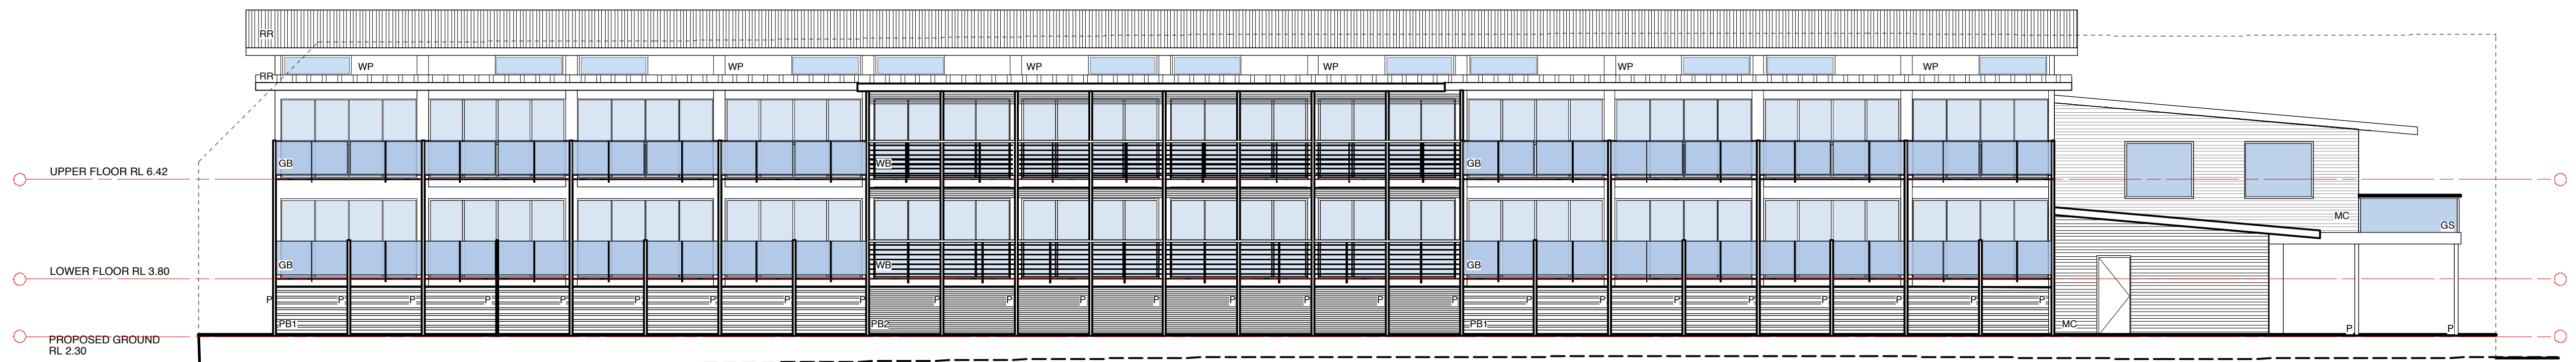 RR
WP WP WP WP WP WP
RR
GB WB GB
UPPER FLOOR RL 6.42
MC
GS
GB WB GB
LOWER FLOOR RL 3.80
P P P P P P P P P P P P P P P P P P P P P P P P P
PB1 PB2 PB1 MC
P P
PROPOSED GROUND
RL 2.30